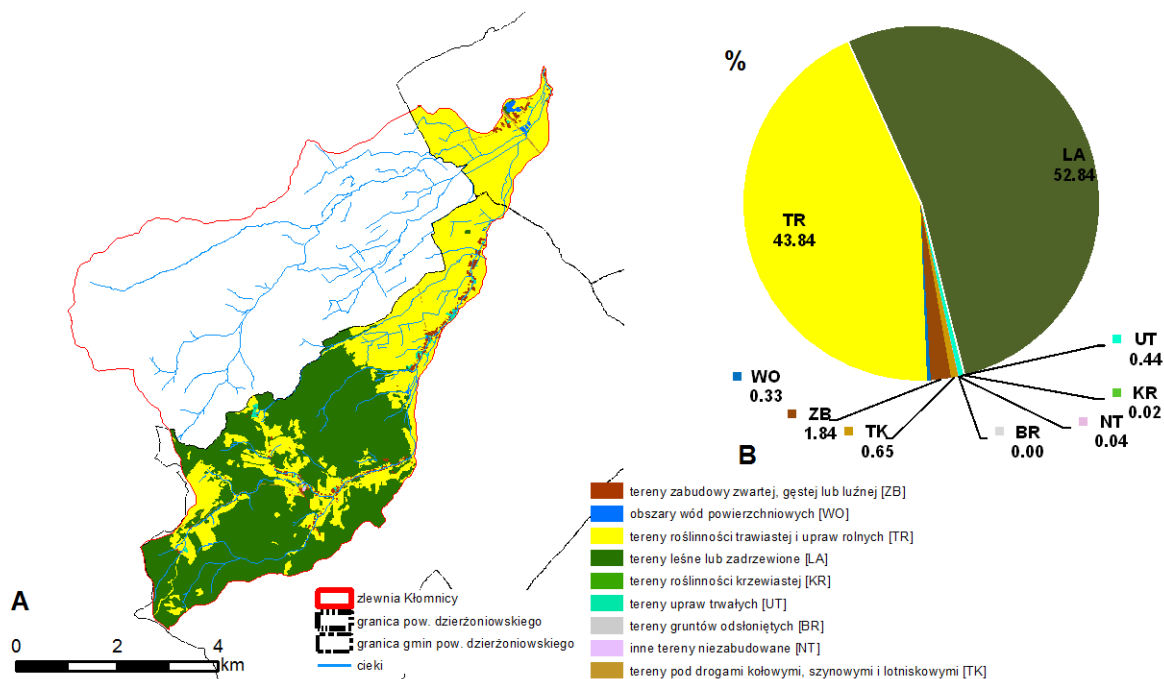 %
LA
52.84
TR
43.84
UT
0.44
WO
0.33
KR
0.02
ZB
1.84
TK
0.65
BR
0.00
NT
0.04
B
tereny zabudowy zwartej, gęstej lub luźnej [ZB]
obszary wód powierzchniowych [WO]
tereny roślinności trawiastej i upraw rolnych [TR]
tereny leśne lub zadrzewione [LA]
tereny roślinności krzewiastej [KR]
tereny upraw trwałych [UT]
tereny gruntów odsłoniętych [BR]
inne tereny niezabudowane [NT]
tereny pod drogami kołowymi, szynowymi i lotniskowymi [TK]
A
zlewnia Kłomnicy
granica pow. dzierżoniowskiego
granica gmin pow. dzierżoniowskiego
cieki
0 2 4
km